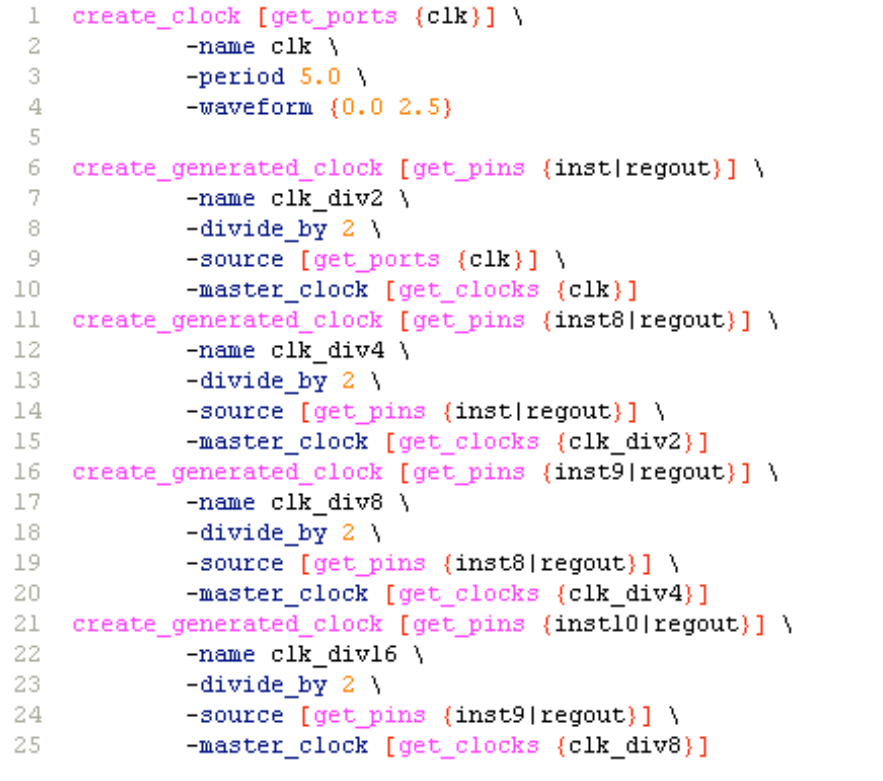 1 create_clock [get_ports {clk}] \
2 -name clk \
3 -period 5.0 \
4 -waveform {0.0 2.5}
5
6 create_generated_clock [get_pins {inst|regout}] \
7 -name clk_div2 \
8 -divide_by 2 \
9 -source [get_ports {clk}] \
10 -master_clock [get_clocks {clk}]
11 create_generated_clock [get_pins {inst8|regout}] \
12 -name clk_div4 \
13 -divide_by 2 \
14 -source [get_pins {inst|regout}] \
15 -master_clock [get_clocks {clk_div2}]
16 create_generated_clock [get_pins {inst9|regout}] \
17 -name clk_div8 \
18 -divide_by 2 \
19 -source [get_pins {inst8|regout}] \
20 -master_clock [get_clocks {clk_div4}]
21 create_generated_clock [get_pins {inst10|regout}] \
22 -name clk_div16 \
23 -divide_by 2 \
24 -source [get_pins {inst9|regout}] \
25 -master_clock [get_clocks {clk_div8}]